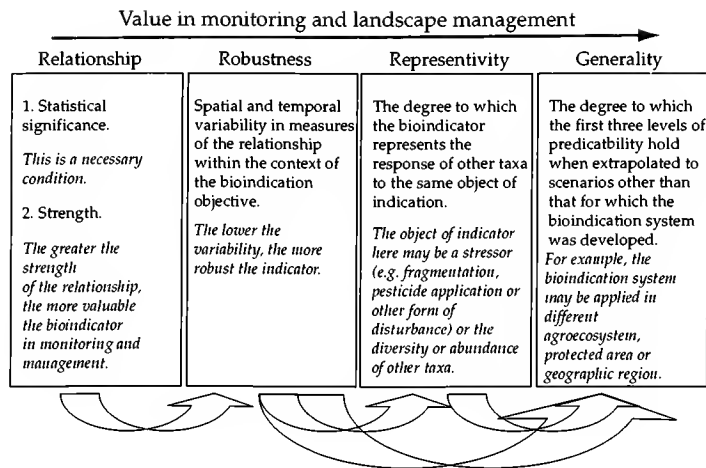 Value in monitoring and landscape management
Relationship
Robustness
Representivity
Generality
1. Statistical
significance.
This is a necessary
condition.
2. Strength.
The greater the
strength
of the relationship,
the more valuable
the bioindicator
in monitoring and
management.
Spatial and temporal
variability in measures
of the relationship
within the context of
the bioindication
objective.
The lower the
variability, the more
robust the indicator.
The degree to which
the bioindicator
represents the
response of other taxa
to the same object of
indication.
The object of indicator
here may be a stressor
(e.g. fragmentation,
pesticide application or
other form of
disturbance) or the
diversity or abundance
of other taxa.
The degree to which
the first three levels of
predicability hold
when extrapolated to
scenarios other than
that for which the
bioindication system
was developed.
For example, the
bioindication system
may be applied in
different
agroecosystem,
protected area or
geographic region.